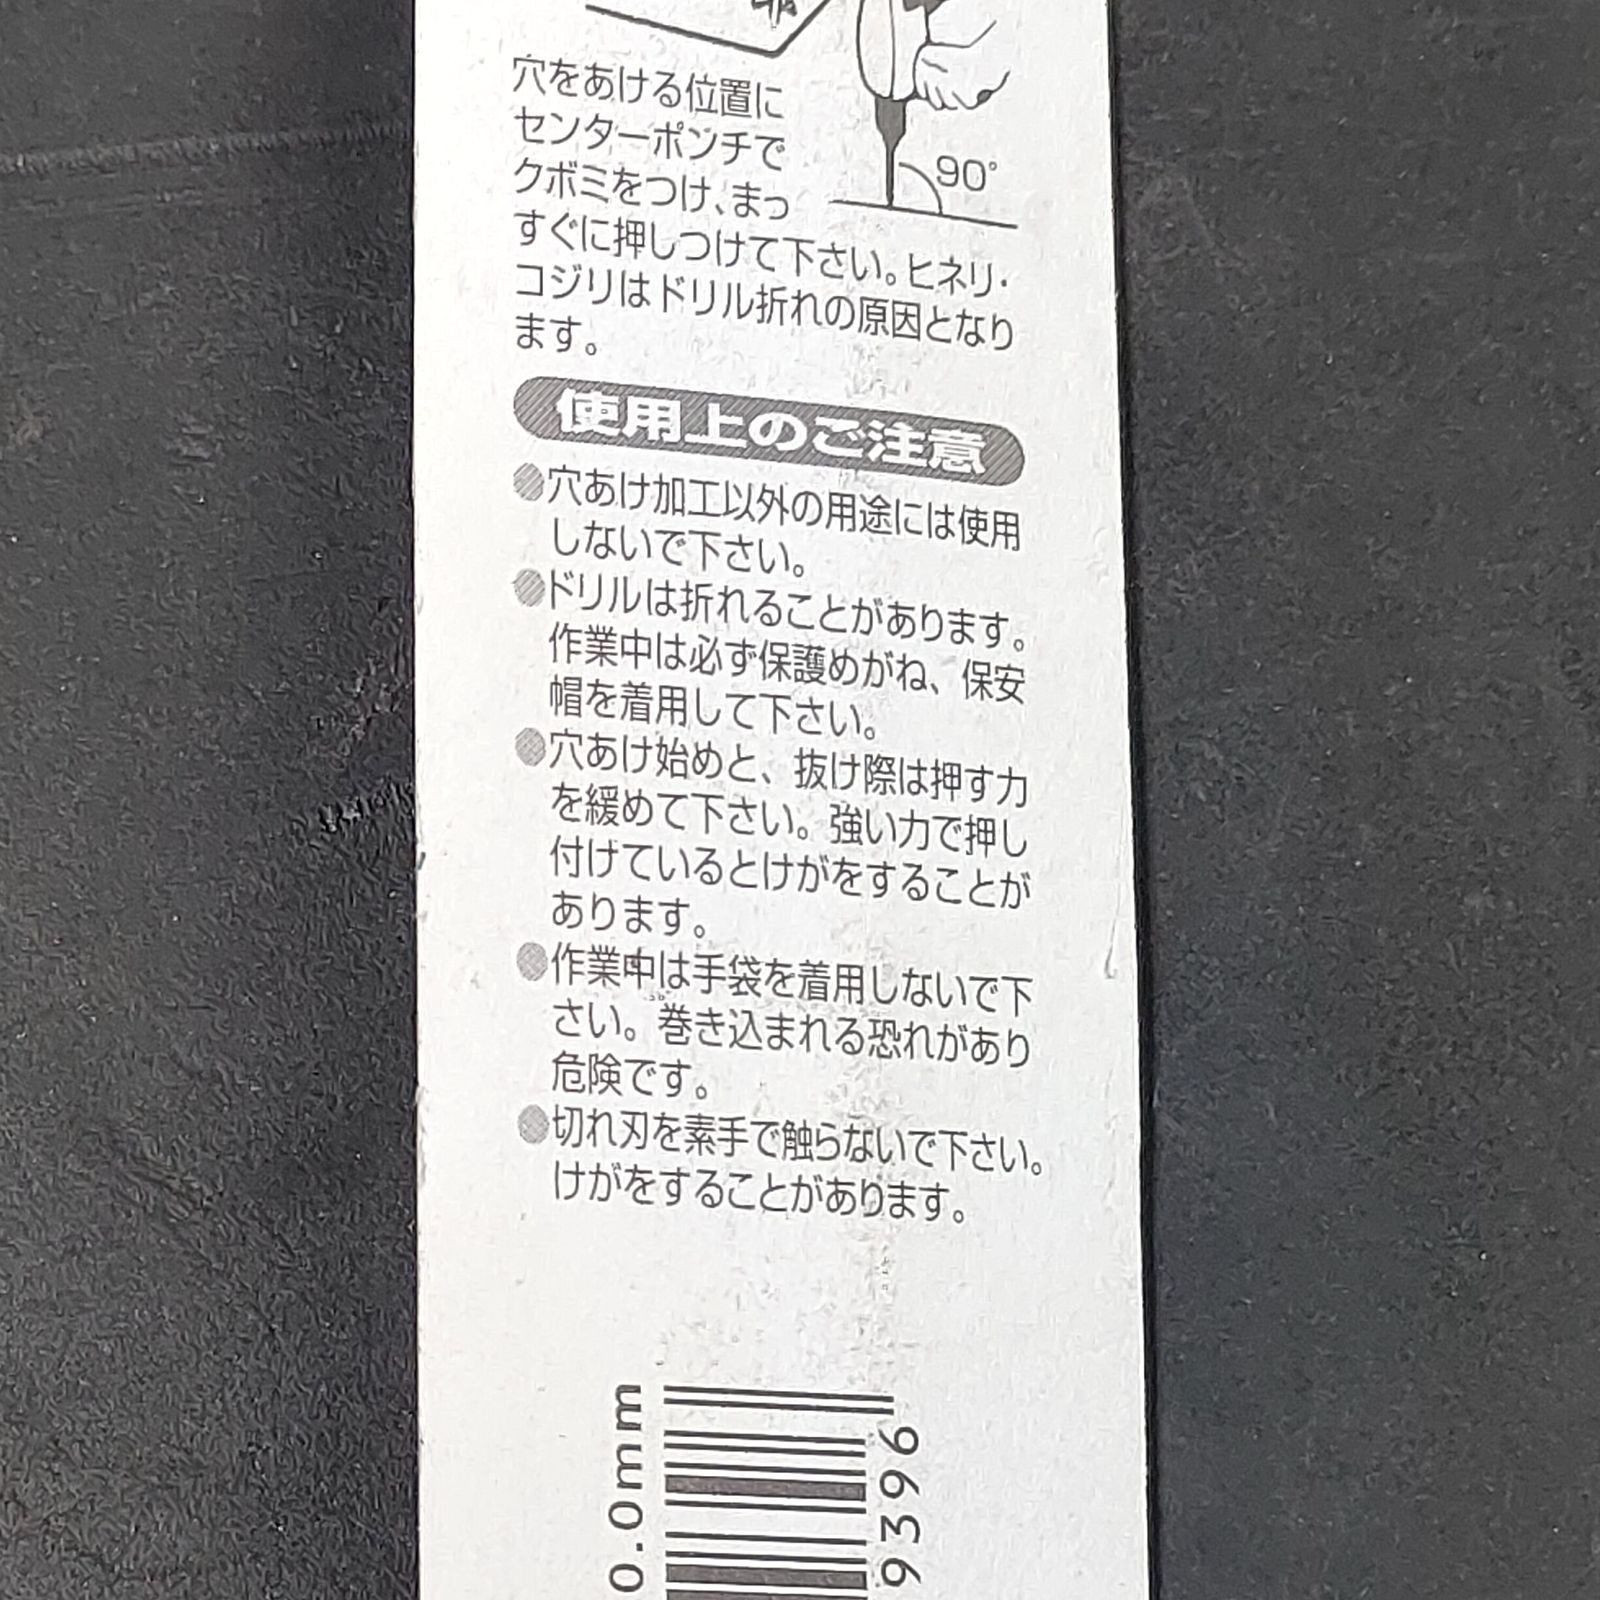 穴をあける位置に
センターポンチで
クボミをつけ、まっ
すぐに押しつけて下さい。ヒネリ・
コジリはドリル折れの原因となり
ます。
90°
使用上のご注意
●穴あけ加工以外の用途には使用
しないで下さい。
●ドリルは折れることがあります。
作業中は必ず保護めがね、保安
帽を着用して下さい。
●穴あけ始めと、抜け際は押す力
を緩めて下さい。強い力で押し
付けているとけがをすることが
あります。
●作業中は手袋を着用しないで下
さい。巻き込まれる恐れがあり
危険です。
●切れ刃を素手で触らないで下さい。
けがをすることがあります。
0.0mm
9396